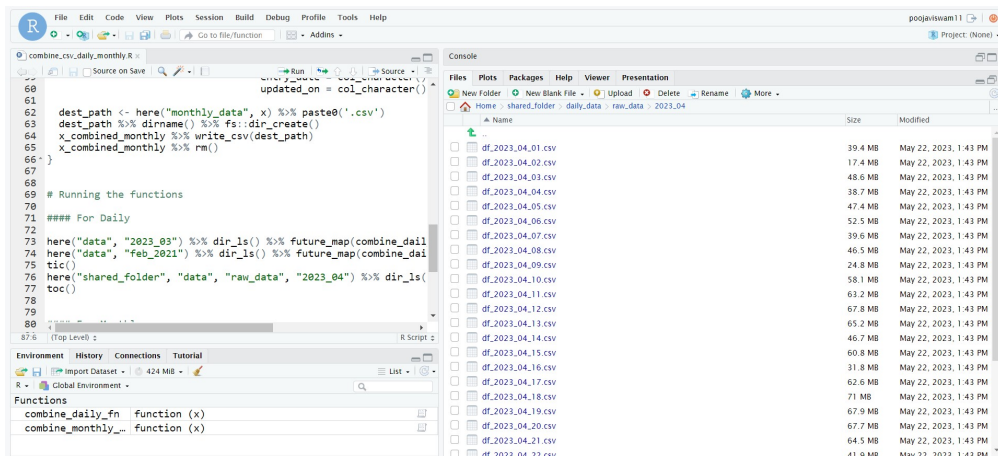 File Edit Code View Plots Session Build Debug Profile Tools Help
poojaviswam11
Go to file/function
Addins
Project: (None)
combine_csv_daily_monthly.R
Source on Save
Run
Source
60 updated_on = col_character()
61
62 dest_path <- here("monthly_data", x) %>% paste0('.csv')
63 dest_path %>% dirname() %>% fs::dir_create()
64 x_combined_monthly %>% write_csv(dest_path)
65 x_combined_monthly %>% rm()
66 }
67
68
69 # Running the functions
70
71 #### For Daily
72
73 here("data", "2023_03") %>% dir_ls() %>% future_map(combine_dail
74 here("data", "feb_2021") %>% dir_ls() %>% future_map(combine_dai
75 tic()
76 here("shared_folder", "data", "raw_data", "2023_04") %>% dir_ls(
77 toc()
78
79
80
87:6 (Top Level) R Script
Environment History Connections Tutorial
Import Dataset 424 MiB List
R Global Environment
Functions
combine_daily_fn function (x)
combine_monthly_… function (x)
Console
Files Plots Packages Help Viewer Presentation
New Folder New Blank File Upload Delete Rename More
Home shared_folder daily_data raw_data 2023_04
Name Size Modified
..
df_2023_04_01.csv 39.4 MB May 22, 2023, 1:43 PM
df_2023_04_02.csv 17.4 MB May 22, 2023, 1:43 PM
df_2023_04_03.csv 48.6 MB May 22, 2023, 1:43 PM
df_2023_04_04.csv 38.7 MB May 22, 2023, 1:43 PM
df_2023_04_05.csv 47.4 MB May 22, 2023, 1:43 PM
df_2023_04_06.csv 52.5 MB May 22, 2023, 1:43 PM
df_2023_04_07.csv 39.6 MB May 22, 2023, 1:43 PM
df_2023_04_08.csv 46.5 MB May 22, 2023, 1:43 PM
df_2023_04_09.csv 24.8 MB May 22, 2023, 1:43 PM
df_2023_04_10.csv 58.1 MB May 22, 2023, 1:43 PM
df_2023_04_11.csv 63.2 MB May 22, 2023, 1:43 PM
df_2023_04_12.csv 67.8 MB May 22, 2023, 1:43 PM
df_2023_04_13.csv 65.2 MB May 22, 2023, 1:43 PM
df_2023_04_14.csv 46.7 MB May 22, 2023, 1:43 PM
df_2023_04_15.csv 60.8 MB May 22, 2023, 1:43 PM
df_2023_04_16.csv 31.8 MB May 22, 2023, 1:43 PM
df_2023_04_17.csv 62.6 MB May 22, 2023, 1:43 PM
df_2023_04_18.csv 71 MB May 22, 2023, 1:43 PM
df_2023_04_19.csv 67.9 MB May 22, 2023, 1:43 PM
df_2023_04_20.csv 67.7 MB May 22, 2023, 1:43 PM
df_2023_04_21.csv 64.5 MB May 22, 2023, 1:43 PM
df_2023_04_22.csv 41.9 MB May 22, 2023, 1:43 PM